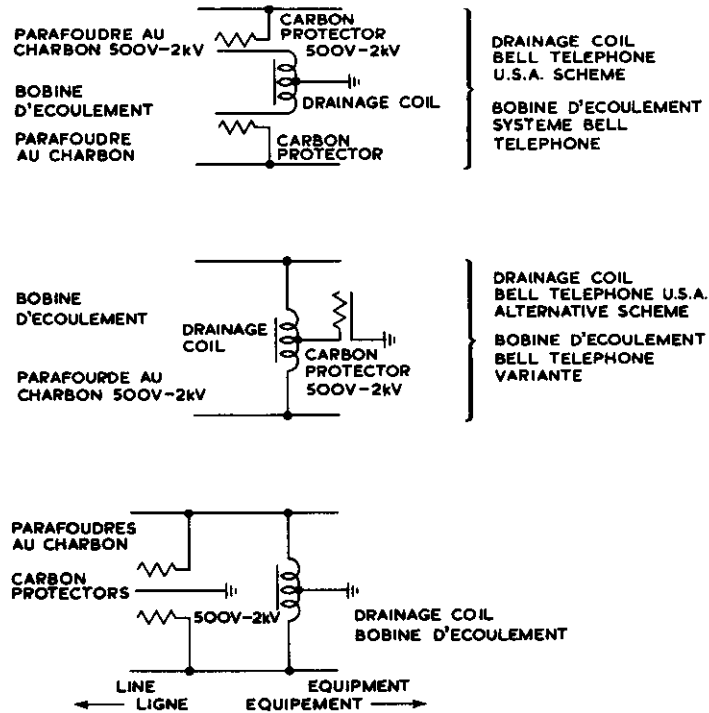 PARAFOUDRE AU
CHARBON 500V-2kV
CARBON
PROTECTOR
500V-2kV
BOBINE
D'ECOULEMENT
DRAINAGE COIL
PARAFOUDRE
AU CHARBON
CARBON
PROTECTOR
DRAINAGE COIL
BELL TELEPHONE
U.S.A. SCHEME
BOBINE D'ECOULEMENT
SYSTEME BELL
TELEPHONE
BOBINE
D'ECOULEMENT
DRAINAGE
COIL
PARAFOURDE AU
CHARBON 500V-2kV
CARBON
PROTECTOR
500V-2kV
DRAINAGE COIL
BELL TELEPHONE U.S.A.
ALTERNATIVE SCHEME
BOBINE D'ECOULEMENT
BELL TELEPHONE
VARIANTE
PARAFOUDRES
AU CHARBON
CARBON
PROTECTORS
500V-2kV
DRAINAGE COIL
BOBINE D'ECOULEMENT
LINE
LIGNE
EQUIPMENT
EQUIPEMENT